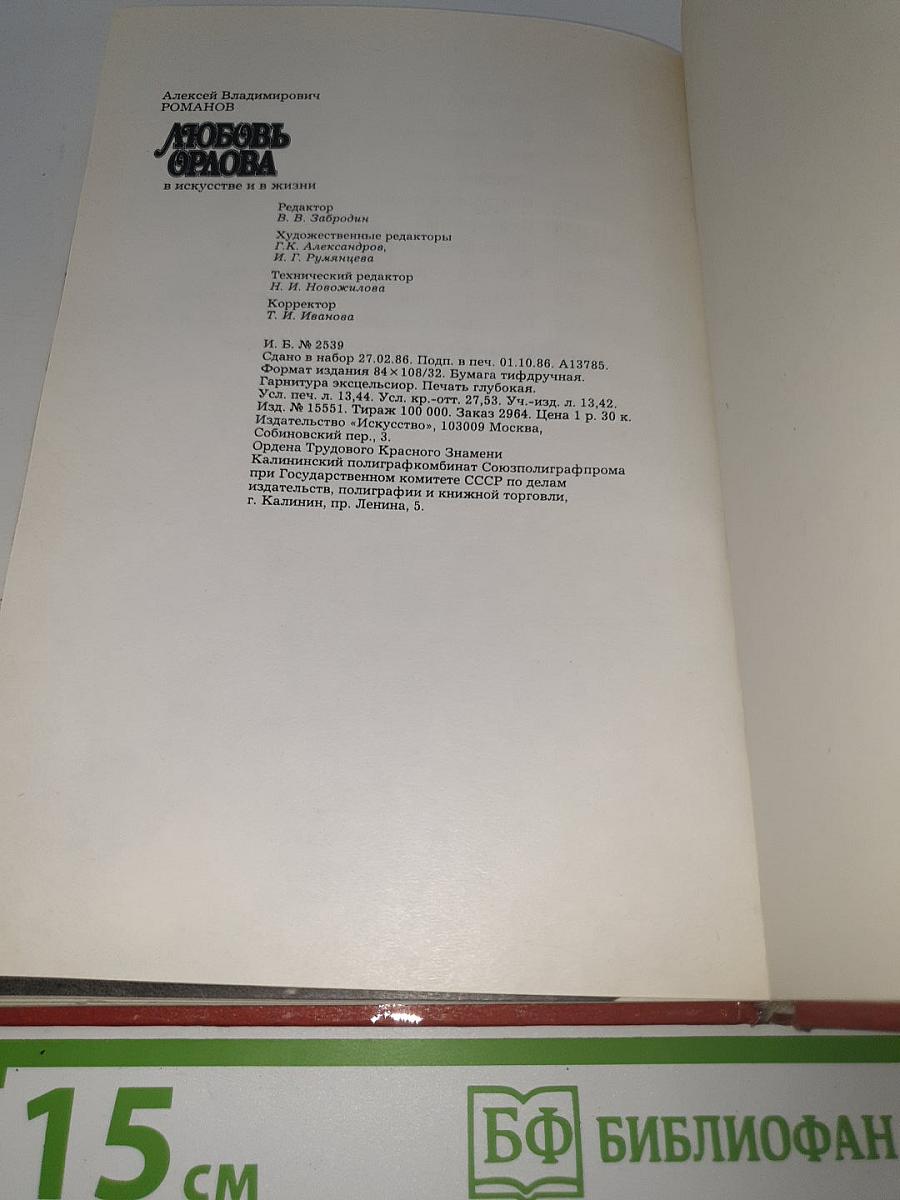 Алексей Владимирович
РОМАНОВ
ЛЮБОВЬ
ОРЛОВА
в искусстве и в жизни
Редактор
В. В. Забродин
Художественные редакторы
Г.К. Александров,
И. Г. Румянцева
Технический редактор
Н. И. Новожилова
Корректор
Т. И. Иванова
И. Б. № 2539
Сдано в набор 27.02.86. Подп. в печ. 01.10.86. А13785.
Формат издания 84 × 108/32. Бумага тифдручная.
Гарнитура эксцельсиор. Печать глубокая.
Усл. печ. л. 13,44. Усл. кр.-отт. 27,53. Уч.-изд. л. 13,42.
Изд. № 15551. Тираж 100 000. Заказ 2964. Цена 1 р. 30 к.
Издательство «Искусство», 103009 Москва,
Собиновский пер., 3.
Ордена Трудового Красного Знамени
Калининский полиграфкомбинат Союзполиграфпрома
при Государственном комитете СССР по делам
издательств, полиграфии и книжной торговли,
г. Калинин, пр. Ленина, 5.
15 см
БФ БИБЛИОФАН